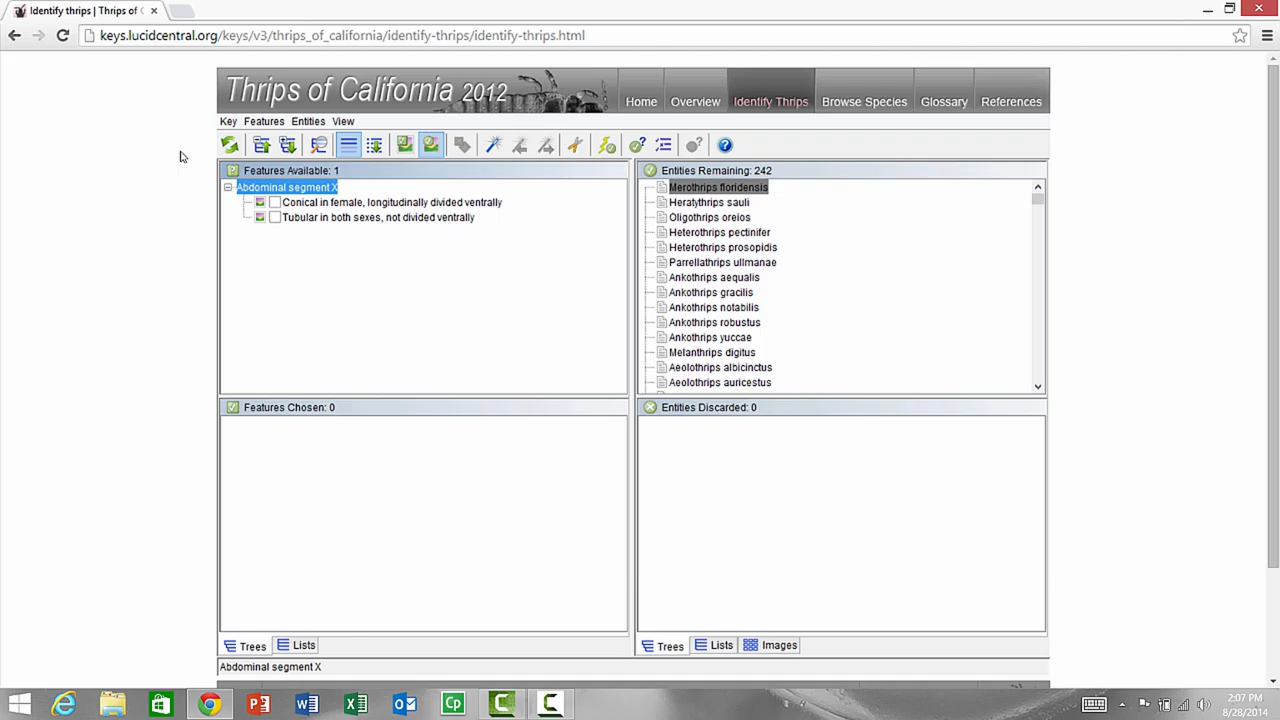 Identify thrips | Thrips of C
keys.lucidcentral.org/keys/v3/thrips_of_california/identify-thrips/identify-thrips.html
Thrips of California 2012
Home Overview Identify Thrips Browse Species Glossary References
Key Features Entities View
Features Available: 1
Abdominal segment X
Conical in female, longitudinally divided ventrally
Tubular in both sexes, not divided ventrally
Entities Remaining: 242
Merothrips floridensis
Heratythrips sauli
Oligothrips oreios
Heterothrips pectinifer
Heterothrips prosopidis
Parrellathrips ullmanae
Ankothrips aequalis
Ankothrips gracilis
Ankothrips notabilis
Ankothrips robustus
Ankothrips yuccae
Melanthrips digitus
Aeolothrips albicinctus
Aeolothrips auricestus
Features Chosen: 0
Entities Discarded: 0
Trees Lists
Trees Lists Images
Abdominal segment X
2:07 PM
8/28/2014